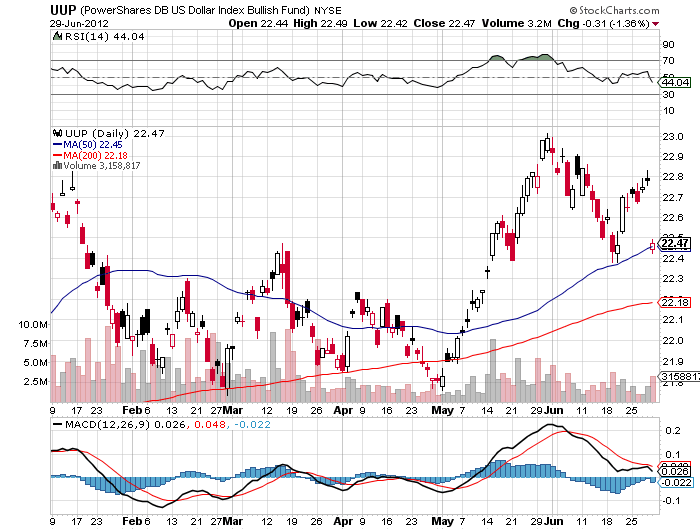 UUP (PowerShares DB US Dollar Index Bullish Fund) NYSE © StockCharts.com
29-Jun-2012 Open 22.44 High 22.49 Low 22.42 Close 22.47 Volume 3.2M Chg -0.31 (-1.36%)
RSI(14) 44.04
90
70
50
44.04
30
10
UUP (Daily) 22.47
MA(50) 22.45
MA(200) 22.18
Volume 3,158,817
23.0
22.9
22.8
22.7
22.6
22.5
22.47
22.4
22.3
22.18
22.1
22.0
21.9
21.8
3158817
10.0M
7.5M
5.0M
2.5M
9 17 23 Feb 6 13 21 27 Mar 12 19 26 Apr 9 16 23 May 7 14 21 29 Jun 11 18 25
MACD(12,26,9) 0.026, 0.048, -0.022
0.2
0.1
0.026
-0.022
-0.1
9 17 23 Feb 6 13 21 27 Mar 12 19 26 Apr 9 16 23 May 7 14 21 29 Jun 11 18 25